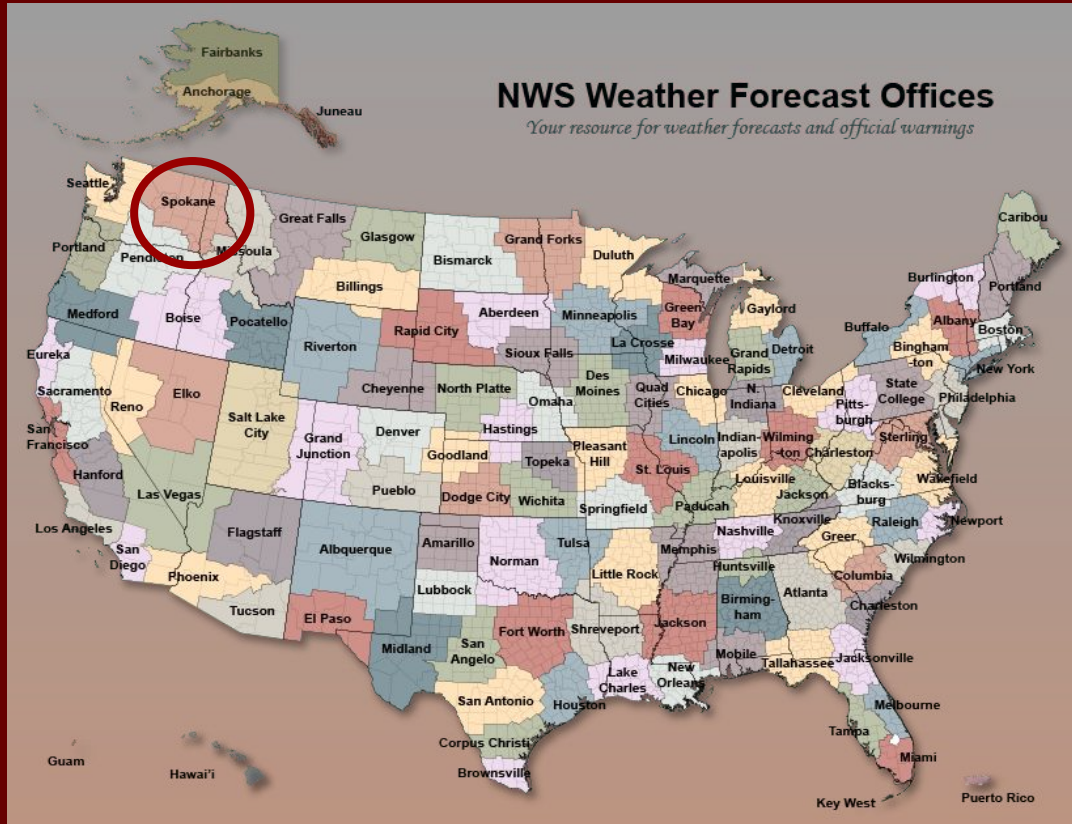 Fairbanks
Anchorage
Juneau
NWS Weather Forecast Offices
Your resource for weather forecasts and official warnings
Seattle
Spokane
Great Falls
Glasgow
Portland
Pendleton
Missoula
Billings
Medford
Boise
Pocatello
Bismarck
Grand Forks
Duluth
Caribou
Marquette
Burlington
Portland
Gaylord
Green
Bay
Aberdeen
Minneapolis
Rapid City
Riverton
La Crosse
Buffalo
Albany
Boston
Bingham
-ton
Sioux Falls
Milwaukee
Grand
Rapids
Detroit
New York
Eureka
Sacramento
Reno
Elko
Salt Lake
City
Cheyenne
North Platte
Des
Moines
Omaha
Quad
Cities
Chicago
N.
Indiana
Cleveland
State
College
Pitts-
burgh
Philadelphia
San
Francisco
Hanford
Grand
Junction
Denver
Hastings
Goodland
Topeka
Pleasant
Hill
Lincoln
Indian-
apolis
Wilming
-ton
Charleston
Sterling
St. Louis
Las Vegas
Pueblo
Dodge City
Wichita
Springfield
Paducah
Louisville
Jackson
Blacks-
burg
Wakefield
Los Angeles
Flagstaff
Albquerque
Amarillo
Norman
Tulsa
Memphis
Nashville
Knoxville
Raleigh
Newport
Greer
San
Diego
Phoenix
Tucson
Lubbock
Little Rock
Huntsville
Birming-
ham
Atlanta
Columbia
Wilmington
Charleston
El Paso
Midland
San
Angelo
Fort Worth
Shreveport
Jackson
Mobile
Tallahassee
Jacksonville
San Antonio
Houston
Lake
Charles
New
Orleans
Melbourne
Tampa
Miami
Corpus Christi
Brownsville
Guam
Hawai'i
Key West
Puerto Rico